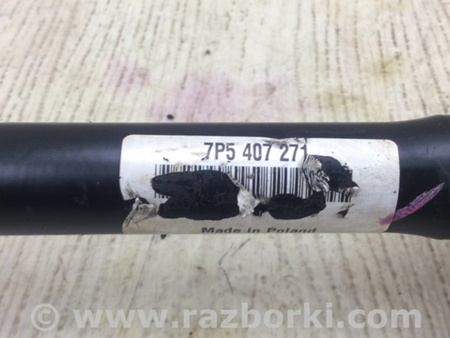 7P5 407 271
Made in Poland
www.razborki.com